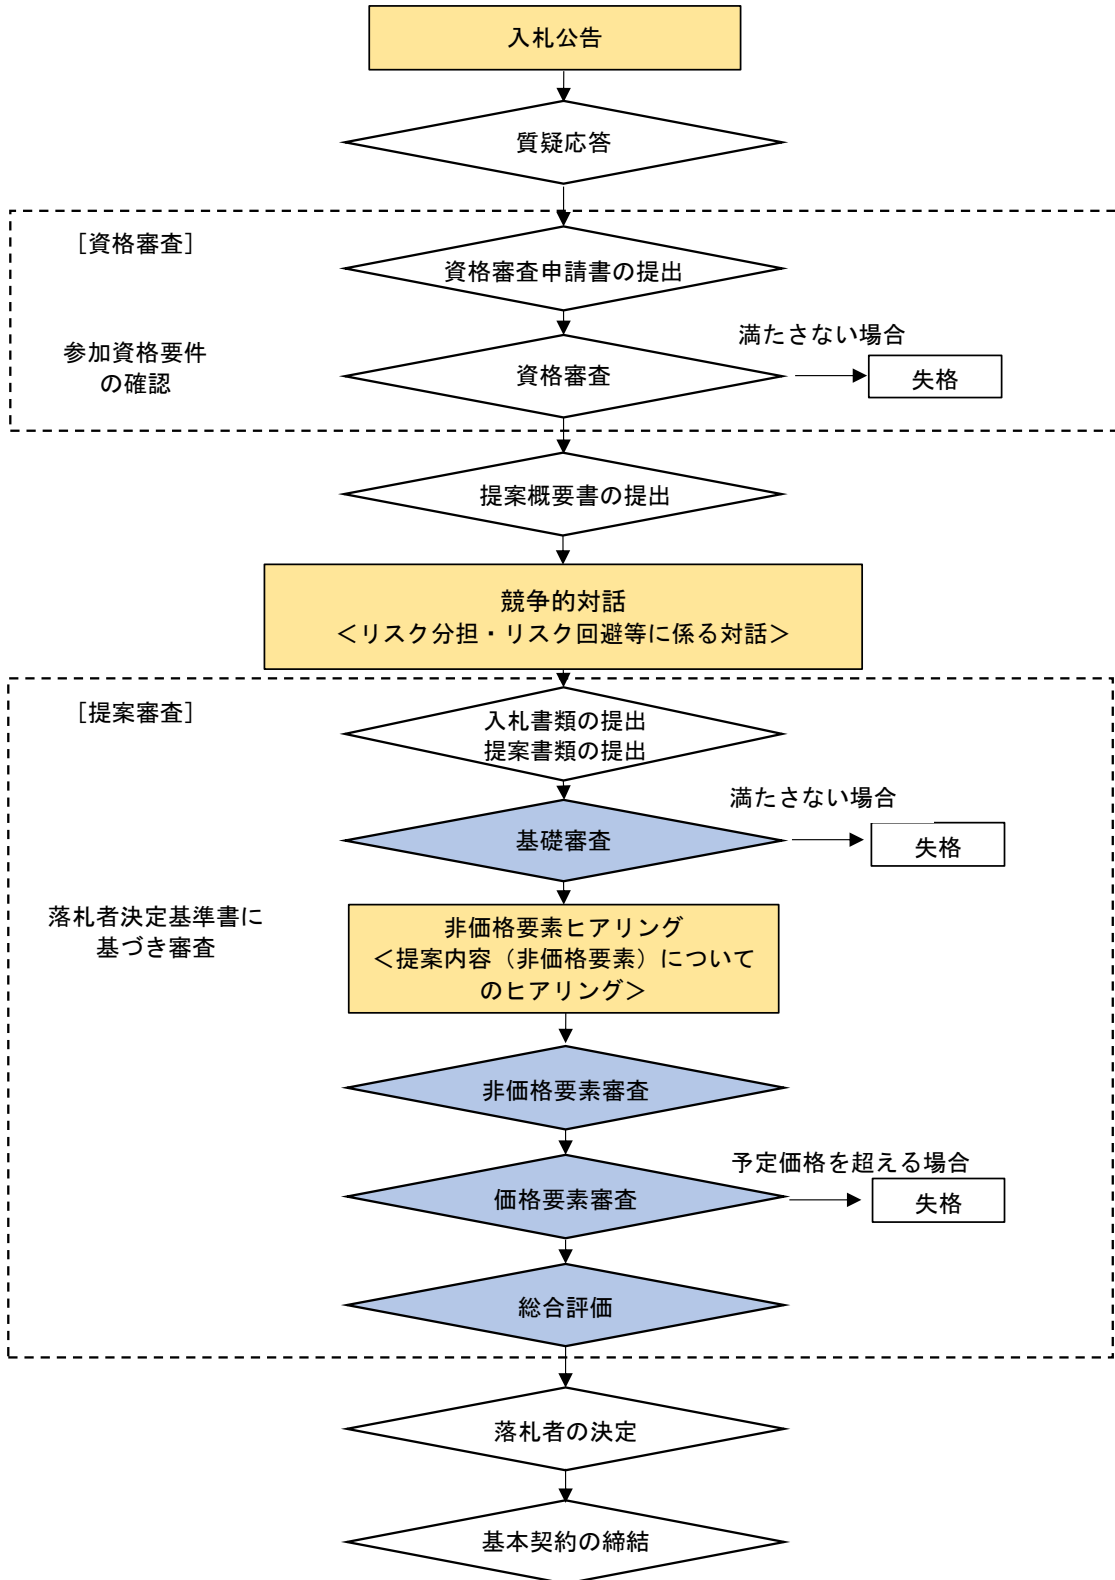 入札公告
質疑応答
［資格審査］
資格審査申請書の提出
参加資格要件
の確認
資格審査
満たさない場合
失格
提案概要書の提出
競争的対話
＜リスク分担・リスク回避等に係る対話＞
［提案審査］
入札書類の提出
提案書類の提出
満たさない場合
基礎審査
失格
落札者決定基準書に
基づき審査
非価格要素ヒアリング
＜提案内容（非価格要素）について
のヒアリング＞
非価格要素審査
予定価格を超える場合
価格要素審査
失格
総合評価
落札者の決定
基本契約の締結